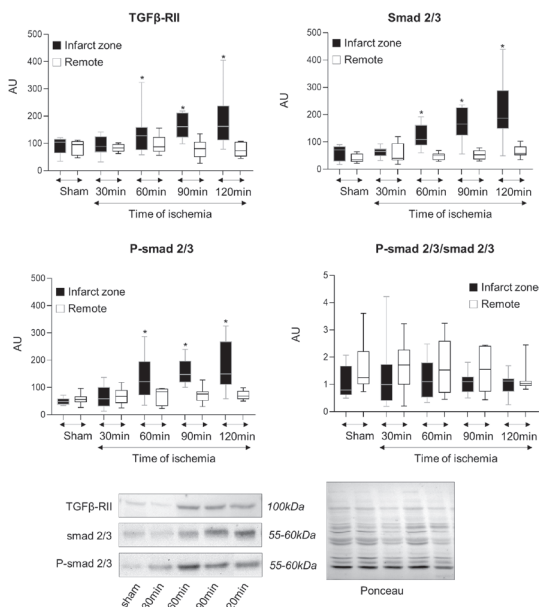 TGFβ-RII
500
400
300
200
100
0
AU
Infarct zone
Remote
*
*
*
Sham 30min 60min 90min 120min
Time of ischemia
Smad 2/3
500
400
300
200
100
0
AU
Infarct zone
Remote
*
*
*
Sham 30min 60min 90min 120min
Time of ischemia
P-smad 2/3
500
400
300
200
100
0
AU
Infarct zone
Remote
*
*
*
Sham 30min 60min 90min 120min
Time of ischemia
P-smad 2/3/smad 2/3
5
4
3
2
1
0
AU
Infarct zone
Remote
Sham 30min 60min 90min 120min
Time of ischemia
TGFβ-RII 100kDa
smad 2/3 55-60kDa
P-smad 2/3 55-60kDa
sham 30min 60min 90min 120min
Ponceau